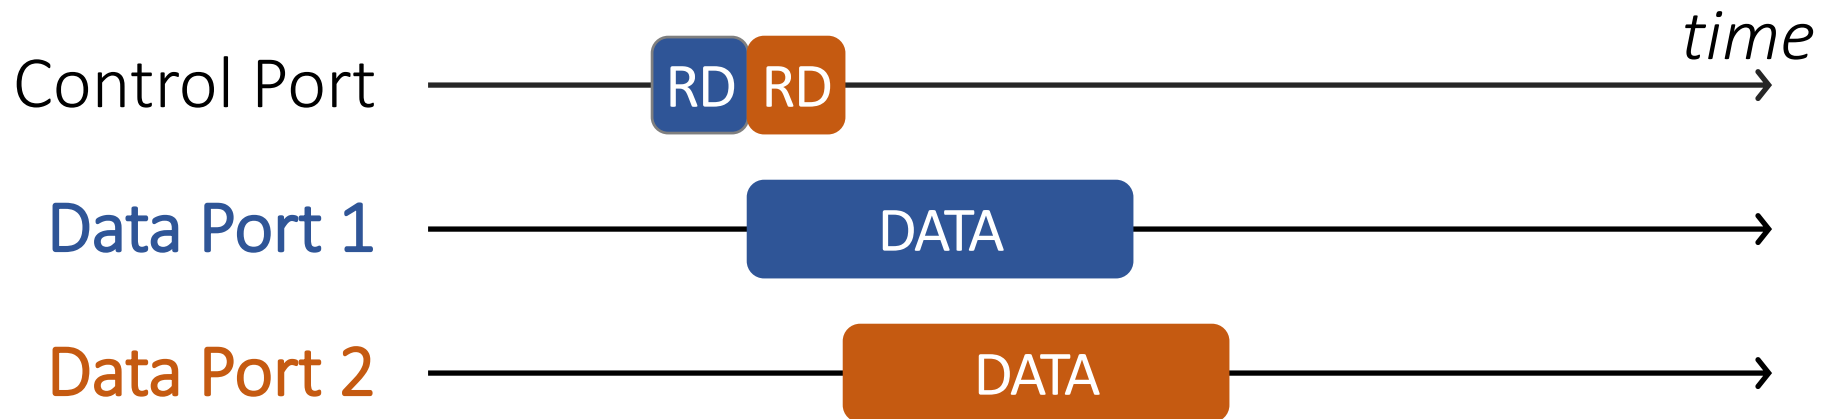 time
Control Port RD RD
Data Port 1 DATA
Data Port 2 DATA